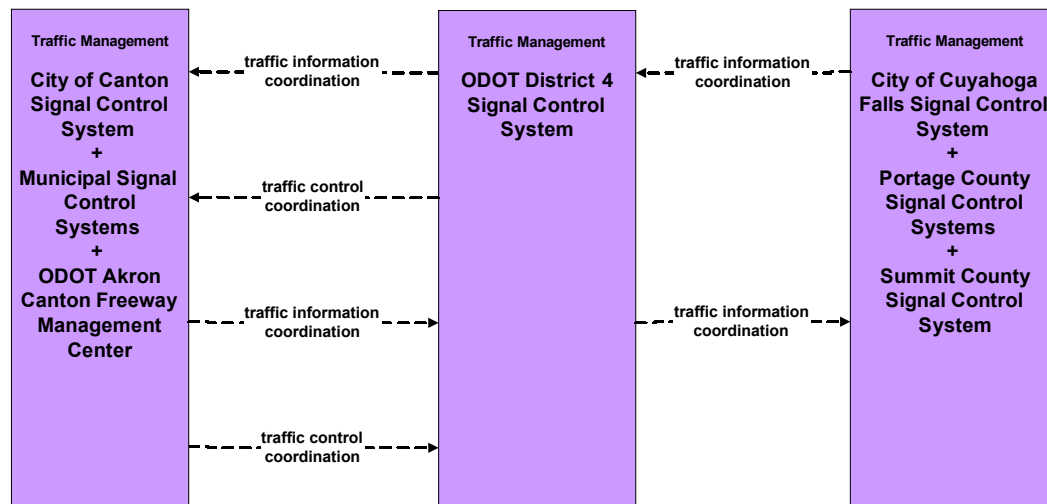 Traffic Management
City of Canton
Signal Control
System
+
Municipal Signal
Control
Systems
+
ODOT Akron
Canton Freeway
Management
Center
traffic information
coordination
traffic control
coordination
traffic information
coordination
traffic control
coordination
Traffic Management
ODOT District 4
Signal Control
System
traffic information
coordination
traffic information
coordination
Traffic Management
City of Cuyahoga
Falls Signal Control
System
+
Portage County
Signal Control
Systems
+
Summit County
Signal Control
System